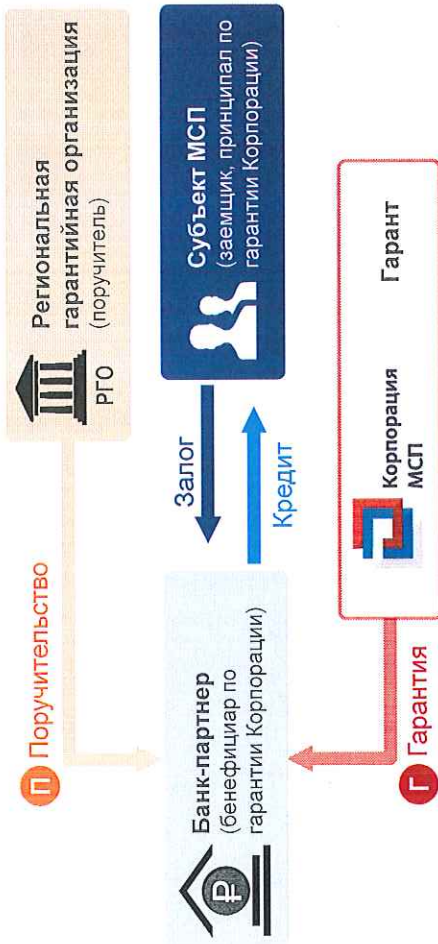 П Поручительство
РГО
Региональная
гарантийная организация
(поручитель)
₽
Банк-партнер
(бенефициар по
гарантии Корпорации)
Залог
Кредит
Субъект МСП
(заемщик, принципал по
гарантии Корпорации)
Г Гарантия
Корпорация
МСП
Гарант